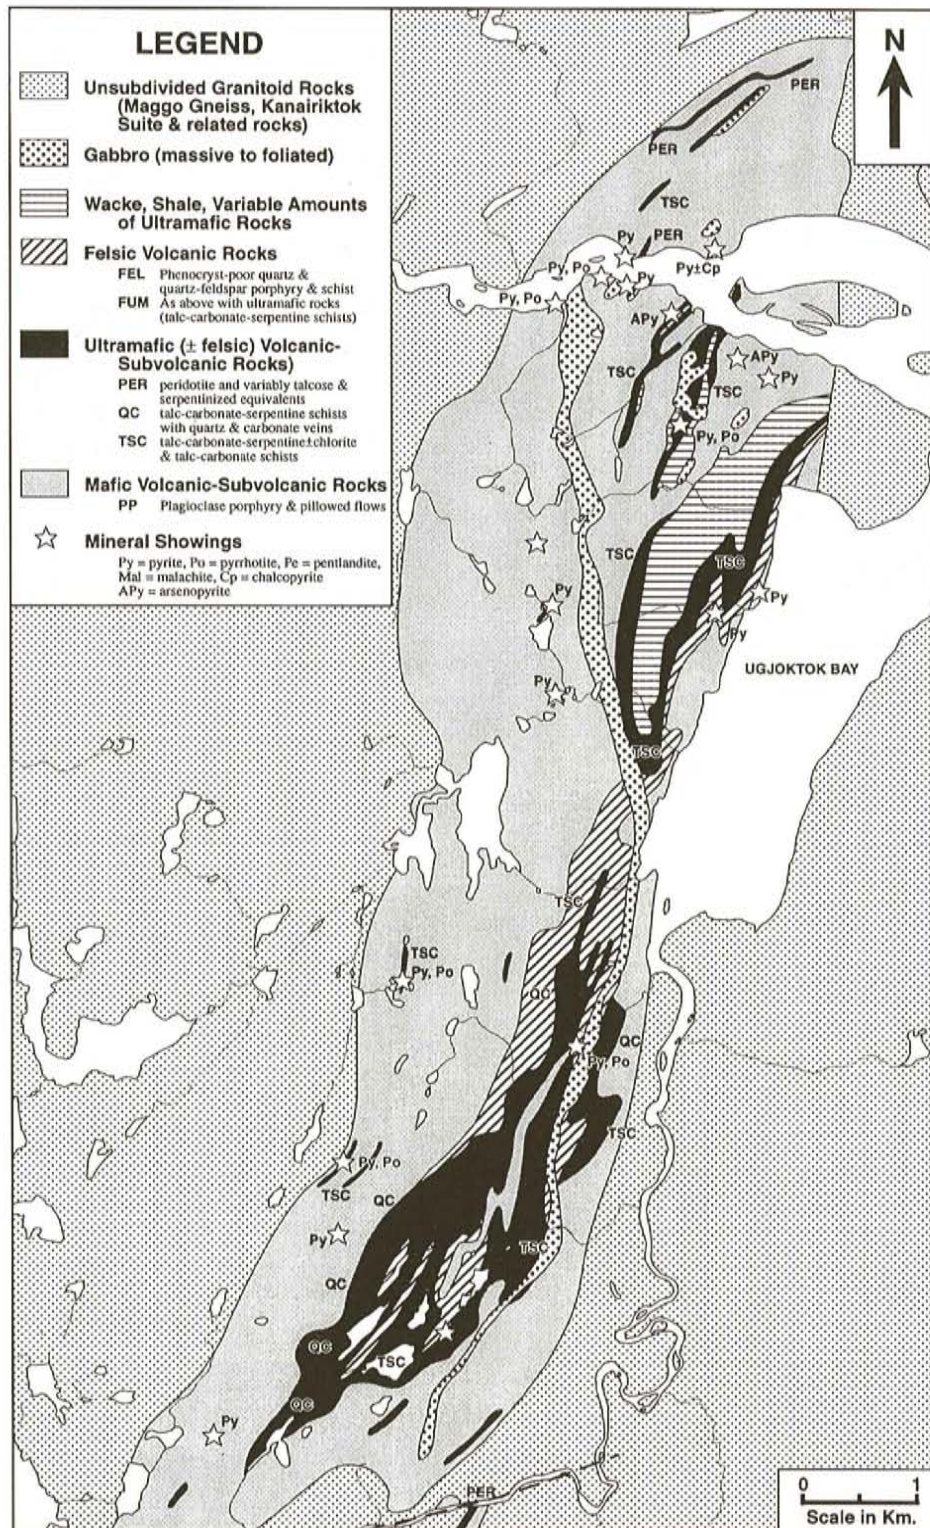 LEGEND
Unsubdivided Granitoid Rocks
(Maggo Gneiss, Kanairiktok
Suite & related rocks)
Gabbro (massive to foliated)
Wacke, Shale, Variable Amounts
of Ultramafic Rocks
Felsic Volcanic Rocks
FEL Phenocryst-poor quartz &
quartz-feldspar porphyry & schist
FUM As above with ultramafic rocks
(talc-carbonate-serpentine schists)
Ultramafic (± felsic) Volcanic-
Subvolcanic Rocks)
PER peridotite and variably talcose &
serpentinized equivalents
QC talc-carbonate-serpentine schists
with quartz & carbonate veins
TSC talc-carbonate-serpentine±chlorite
& talc-carbonate schists
Mafic Volcanic-Subvolcanic Rocks
PP Plagioclase porphyry & pillowed flows
Mineral Showings
Py = pyrite, Po = pyrrhotite, Pe = pentlandite,
Mal = malachite, Cp = chalcopyrite
APy = arsenopyrite
N
PER
PER
TSC
Py
PER
Py±Cp
Py, Po
Py
Py, Po
APy
APy
TSC
TSC
Py
Py, Po
TSC
TSC
Py
Py
Py
UGJOKTOK BAY
Py
TSC
TSC
TSC
Py, Po
QC
QC
Py, Po
TSC
Py, Po
TSC
QC
Py
TSC
QC
QC
TSC
QC
Py
PER
0 1
Scale in Km.